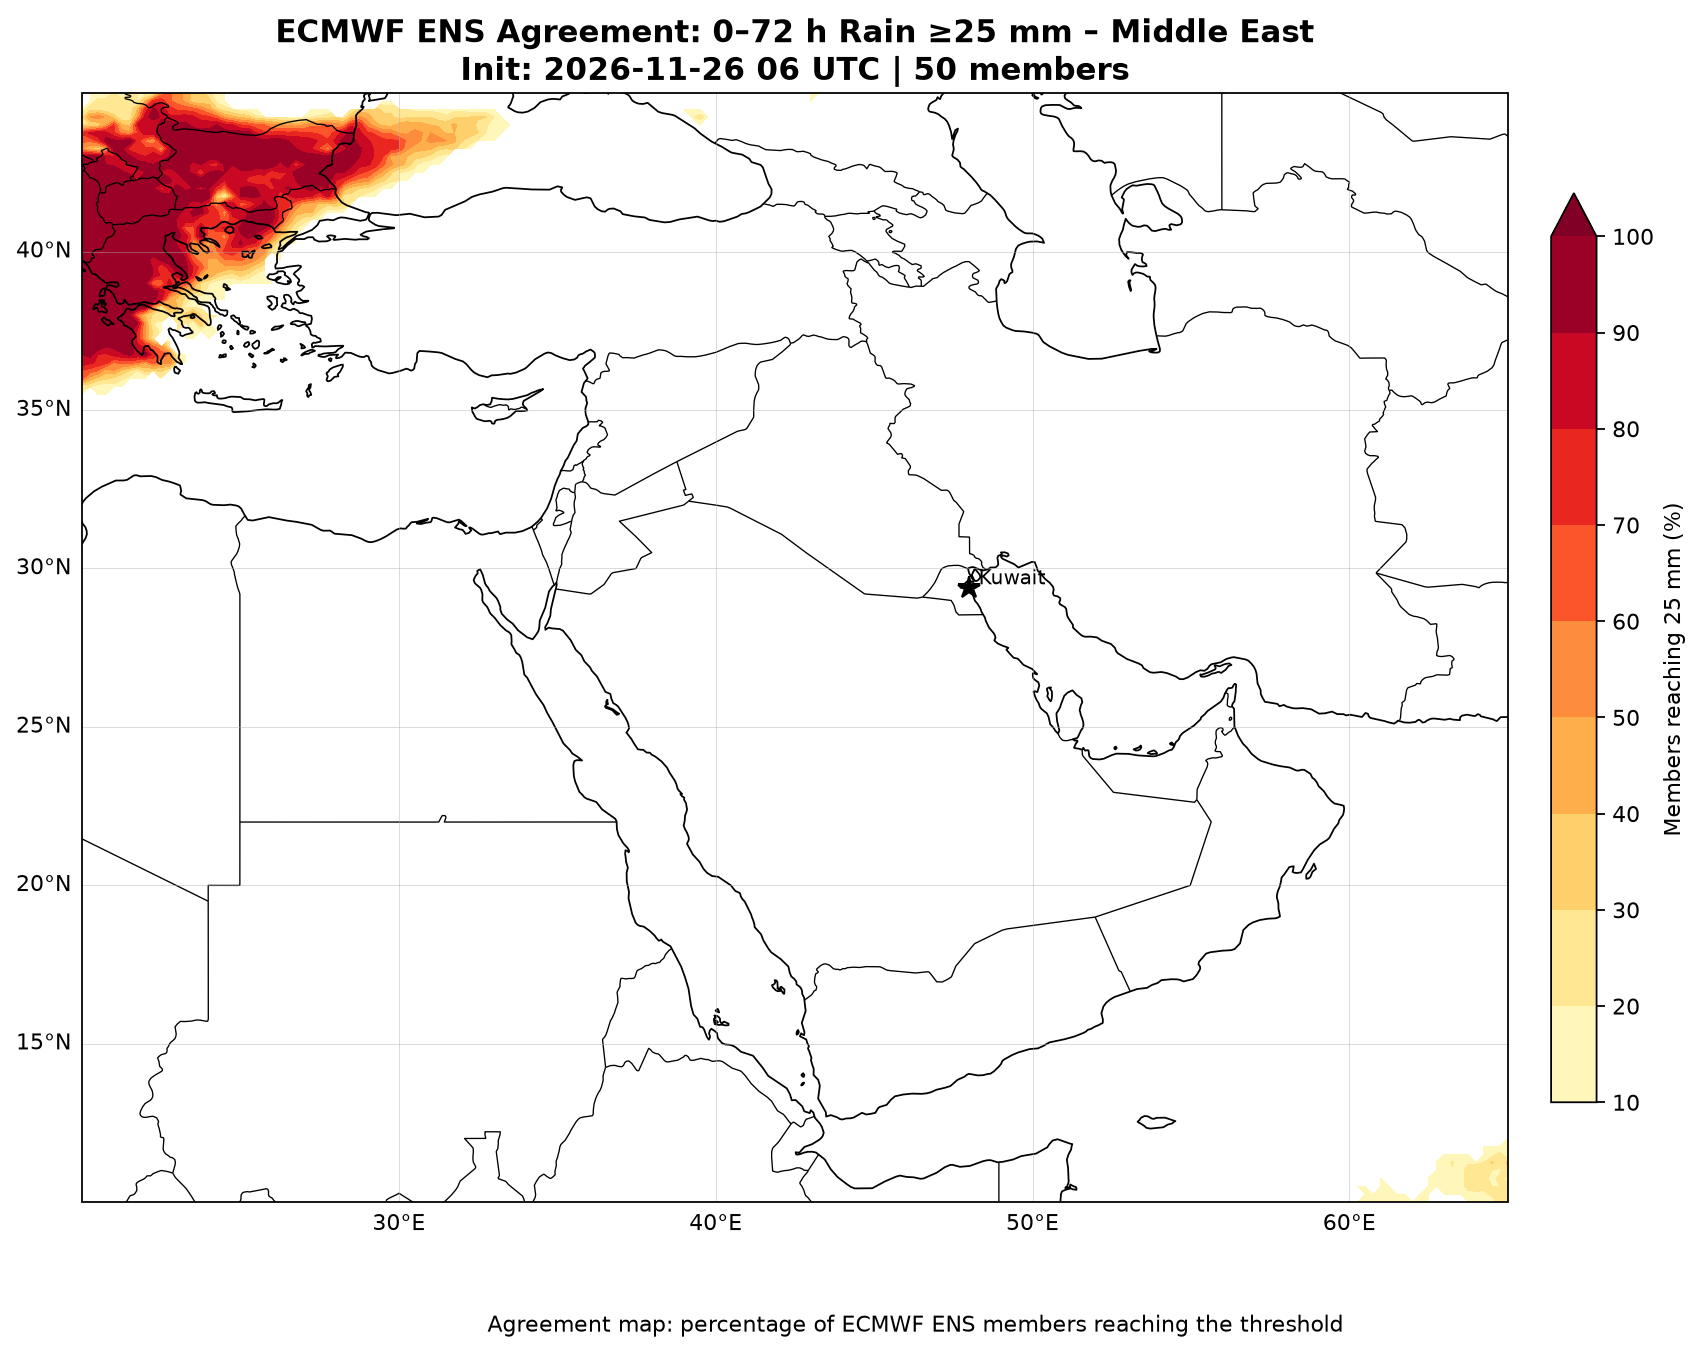 ECMWF ENS Agreement: 0–72 h Rain ≥25 mm – Middle East
Init: 2026-11-26 06 UTC | 50 members
40°N
35°N
30°N
25°N
20°N
15°N
30°E
40°E
50°E
60°E
Kuwait
100
90
80
70
60
50
40
30
20
10
Members reaching 25 mm (%)
Agreement map: percentage of ECMWF ENS members reaching the threshold